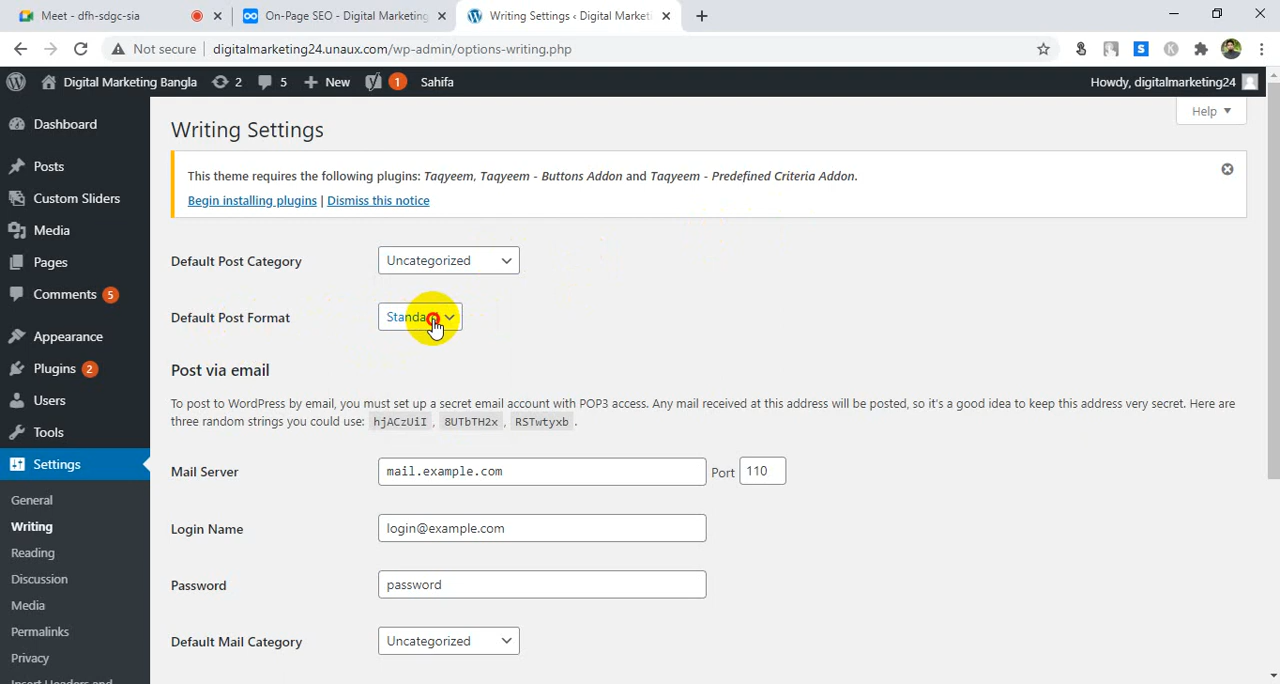 Meet - dfh-sdgc-sia
On-Page SEO - Digital Marketing
Writing Settings ‹ Digital Marketi
Not secure
digitalmarketing24.unaux.com/wp-admin/options-writing.php
Digital Marketing Bangla
2
5
New
1
Sahifa
Howdy, digitalmarketing24
Help
Dashboard
Posts
Custom Sliders
Media
Pages
Comments 5
Appearance
Plugins 2
Users
Tools
Settings
General
Writing
Reading
Discussion
Media
Permalinks
Privacy
Insert Headers and
Writing Settings
This theme requires the following plugins: Taqyeem, Taqyeem - Buttons Addon and Taqyeem - Predefined Criteria Addon.
Begin installing plugins | Dismiss this notice
Default Post Category
Uncategorized
Default Post Format
Post via email
To post to WordPress by email, you must set up a secret email account with POP3 access. Any mail received at this address will be posted, so it's a good idea to keep this address very secret. Here are
three random strings you could use: hjACzUiI , 8UTbTH2x , RSTwtyxb .
Mail Server
mail.example.com
Port 110
Login Name
login@example.com
Password
password
Default Mail Category
Uncategorized